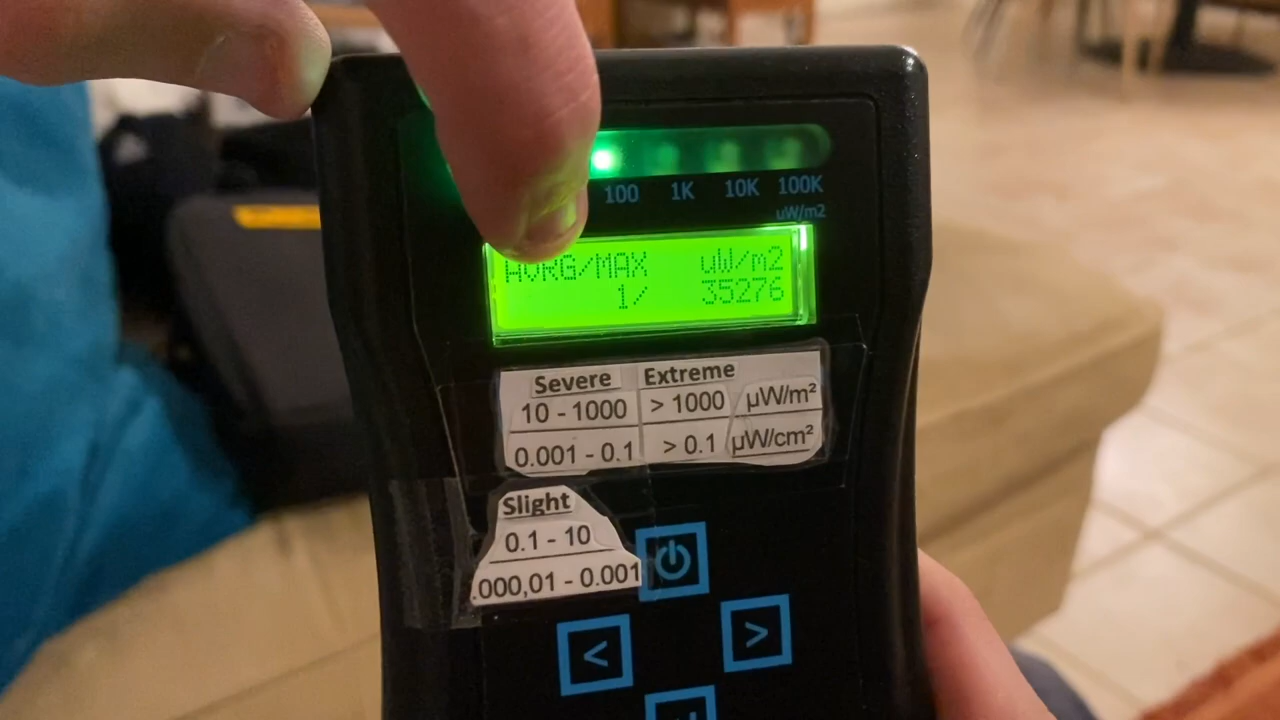 100 1K 10K 100K
uW/m2
AVRG/MAX uW/m2
1/ 35276
Severe Extreme
10 - 1000 > 1000 µW/m²
0.001 - 0.1 > 0.1 µW/cm²
Slight
0.1 - 10
.000,01 - 0.001
<
>